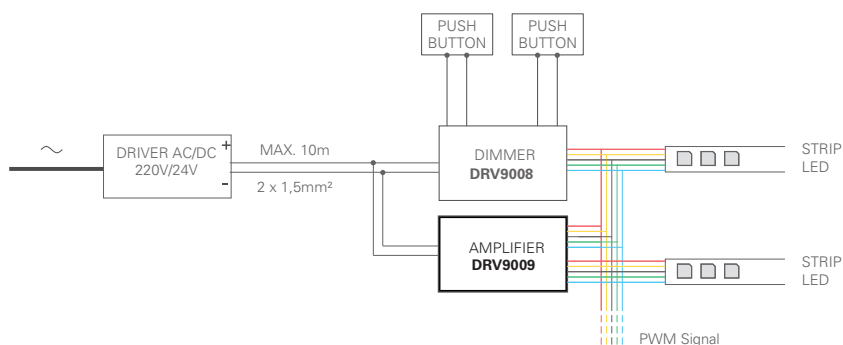 PUSH
BUTTON
PUSH
BUTTON
~
DRIVER AC/DC
220V/24V
+
-
MAX. 10m
2 x 1,5mm²
DIMMER
DRV9008
STRIP
LED
AMPLIFIER
DRV9009
STRIP
LED
PWM Signal